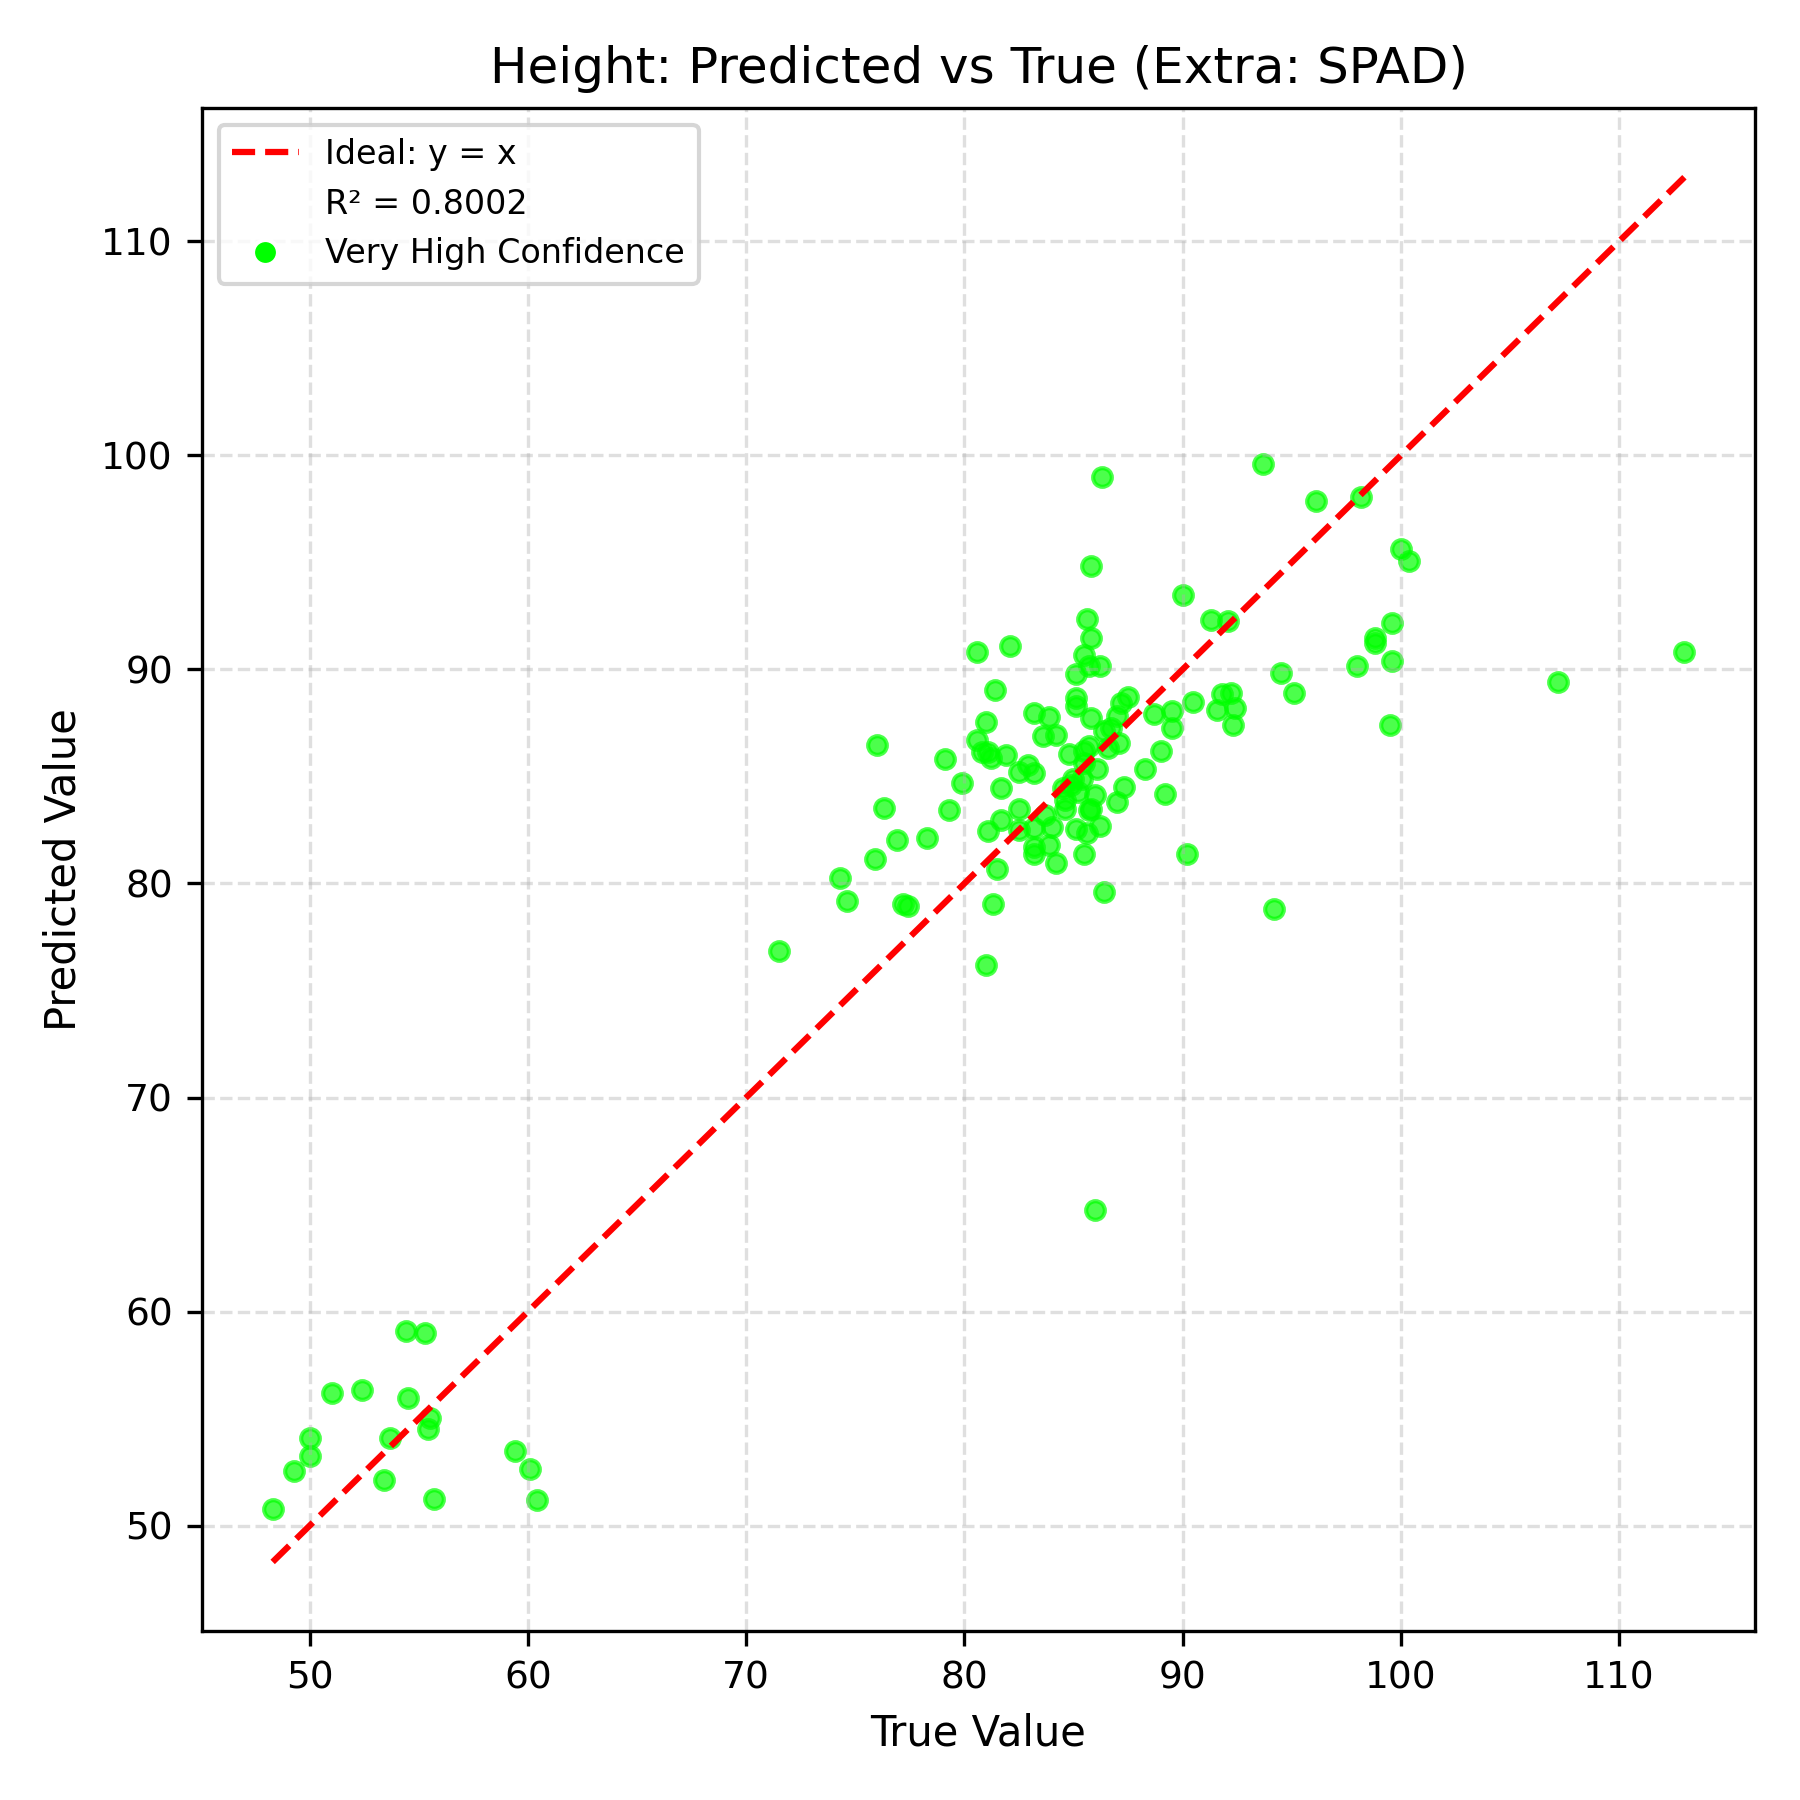 Height: Predicted vs True (Extra: SPAD)
Ideal: y = x
R² = 0.8002
Very High Confidence
110
100
90
80
70
60
50
Predicted Value
50 60 70 80 90 100 110
True Value